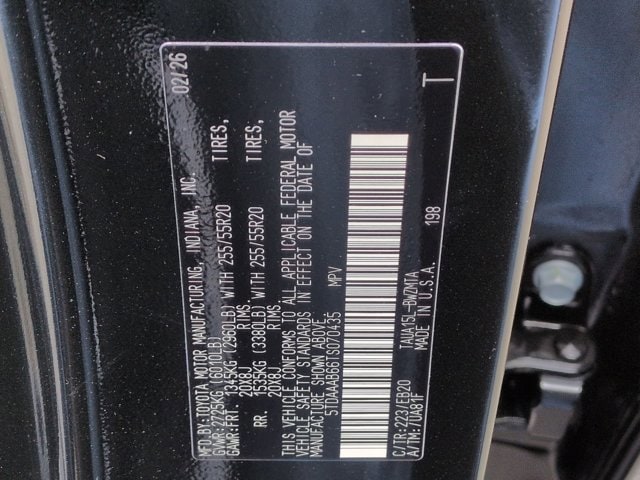 MFD.BY: TOYOTA MOTOR MANUFACTURING, INDIANA, INC. 02/26
GVWR:2725KG(6010LB)
GAWR:FRT. 1345KG (2960LB) WITH 255/55R20 TIRES,
20X8J RIMS,
RR. 1535KG (3380LB) WITH 255/55R20 TIRES,
20X8J RIMS.
THIS VEHICLE CONFORMS TO ALL APPLICABLE FEDERAL MOTOR
VEHICLE SAFETY STANDARDS IN EFFECT ON THE DATE OF
MANUFACTURE SHOWN ABOVE.
5TDAAAB66TS070435 MPV
C/TR:2237/EB20 TAUA15L-BWZMTA
A/TM:/UA81F U.S.A.
MADE IN
198
T